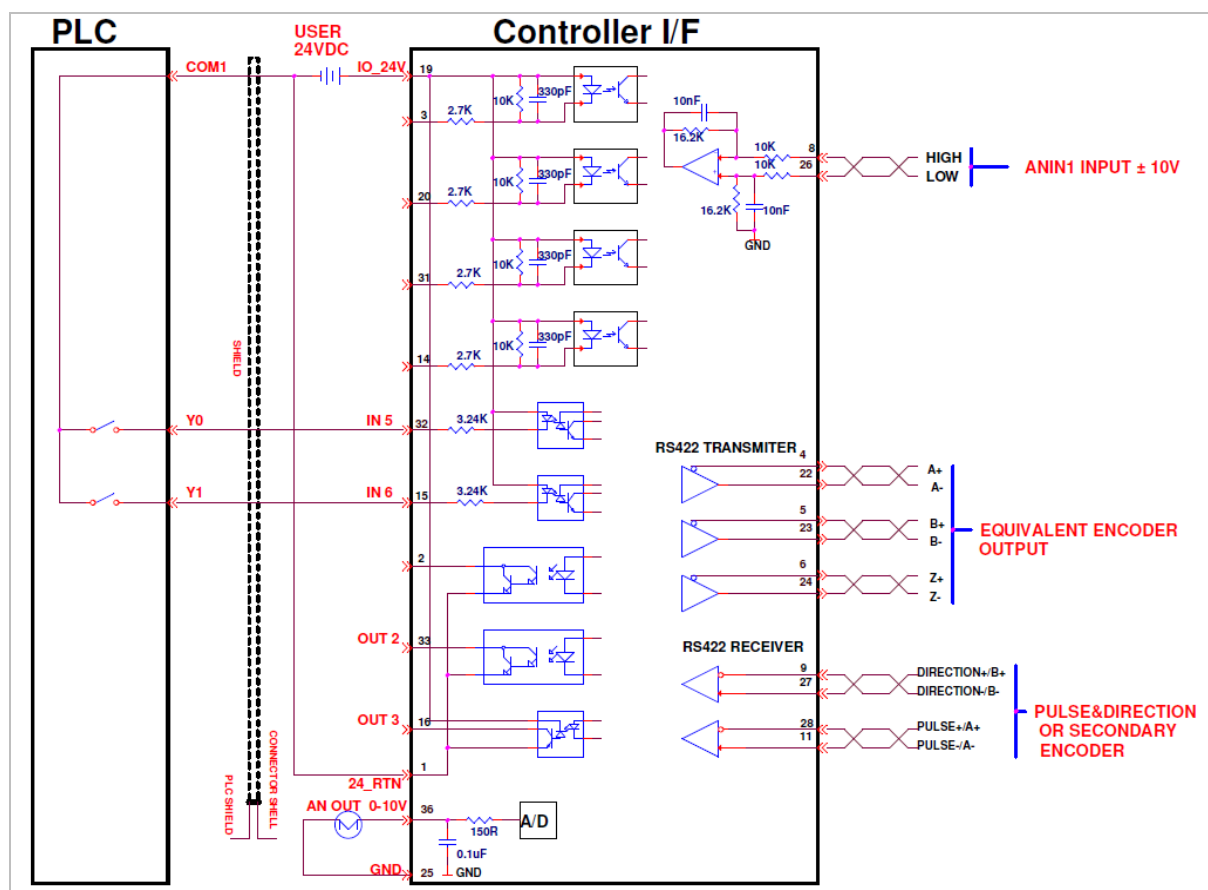 PLC
Controller I/F
USER
24VDC
COM1
IO_24V
19
10K
330pF
3
2.7K
10K
330pF
20
2.7K
10K
330pF
31
2.7K
10K
330pF
14
2.7K
10nF
16.2K
10K
8
10K
26
HIGH
LOW
ANIN1 INPUT ± 10V
16.2K
10nF
GND
SHIELD
Y0
IN 5
32
3.24K
Y1
IN 6
15
3.24K
2
OUT 2
33
OUT 3
16
1
24_RTN
RS422 TRANSMITER
4
22
A+
A-
5
23
B+
B-
6
24
Z+
Z-
EQUIVALENT ENCODER
OUTPUT
RS422 RECEIVER
9
27
DIRECTION+/B+
DIRECTION-/B-
28
11
PULSE+/A+
PULSE-/A-
PULSE&DIRECTION
OR SECONDARY
ENCODER
PLC SHIELD
CONNECTOR SHELL
AN OUT 0-10V
36
150R
A/D
0.1uF
GND
25
GND